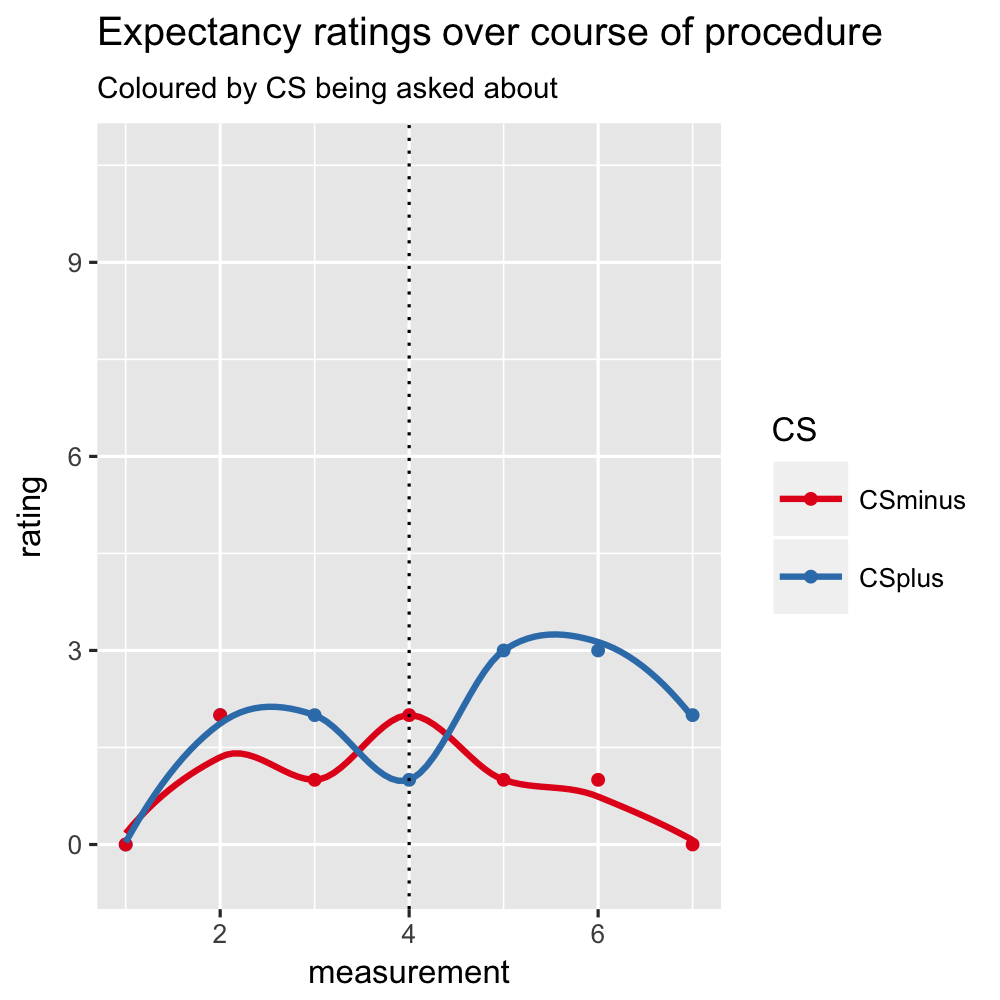 Expectancy ratings over course of procedure
Coloured by CS being asked about
9
6
3
0
rating
2
4
6
measurement
CS
CSminus
CSplus